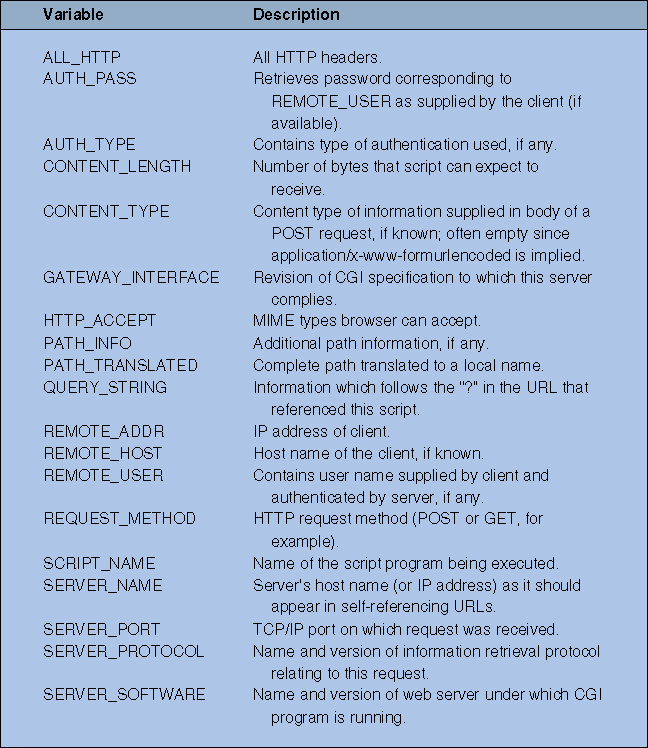 Variable Description
ALL_HTTP All HTTP headers.
AUTH_PASS Retrieves password corresponding to
REMOTE_USER as supplied by the client (if
available).
AUTH_TYPE Contains type of authentication used, if any.
CONTENT_LENGTH Number of bytes that script can expect to
receive.
CONTENT_TYPE Content type of information supplied in body of a
POST request, if known; often empty since
application/x-www-formurlencoded is implied.
GATEWAY_INTERFACE Revision of CGI specification to which this server
complies.
HTTP_ACCEPT MIME types browser can accept.
PATH_INFO Additional path information, if any.
PATH_TRANSLATED Complete path translated to a local name.
QUERY_STRING Information which follows the "?" in the URL that
referenced this script.
REMOTE_ADDR IP address of client.
REMOTE_HOST Host name of the client, if known.
REMOTE_USER Contains user name supplied by client and
authenticated by server, if any.
REQUEST_METHOD HTTP request method (POST or GET, for
example).
SCRIPT_NAME Name of the script program being executed.
SERVER_NAME Server's host name (or IP address) as it should
appear in self-referencing URLs.
SERVER_PORT TCP/IP port on which request was received.
SERVER_PROTOCOL Name and version of information retrieval protocol
relating to this request.
SERVER_SOFTWARE Name and version of web server under which CGI
program is running.